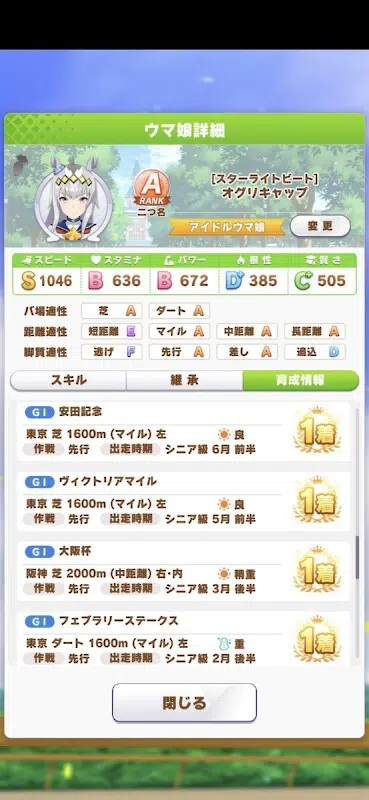 ウマ娘詳細
A
RANK
二つ名
[スターライトビート]
オグリキャップ
アイドルウマ娘
変更
スピード スタミナ パワー 根性 賢さ
S 1046 B 636 B 672 D+ 385 C+ 505
バ場適性 芝 A ダート A
距離適性 短距離 E マイル A 中距離 A 長距離 A
脚質適性 逃げ F 先行 A 差し A 追込 D
スキル 継承 育成情報
GI 安田記念
東京 芝 1600m (マイル) 左 良
作戦 先行 出走時期 シニア級 6月 前半
1着
GI ヴィクトリアマイル
東京 芝 1600m (マイル) 左 良
作戦 先行 出走時期 シニア級 5月 前半
1着
GI 大阪杯
阪神 芝 2000m (中距離) 右・内 稍重
作戦 先行 出走時期 シニア級 3月 後半
1着
GI フェブラリーステークス
東京 ダート 1600m (マイル) 左 重
作戦 先行 出走時期 シニア級 2月 後半
1着
閉じる